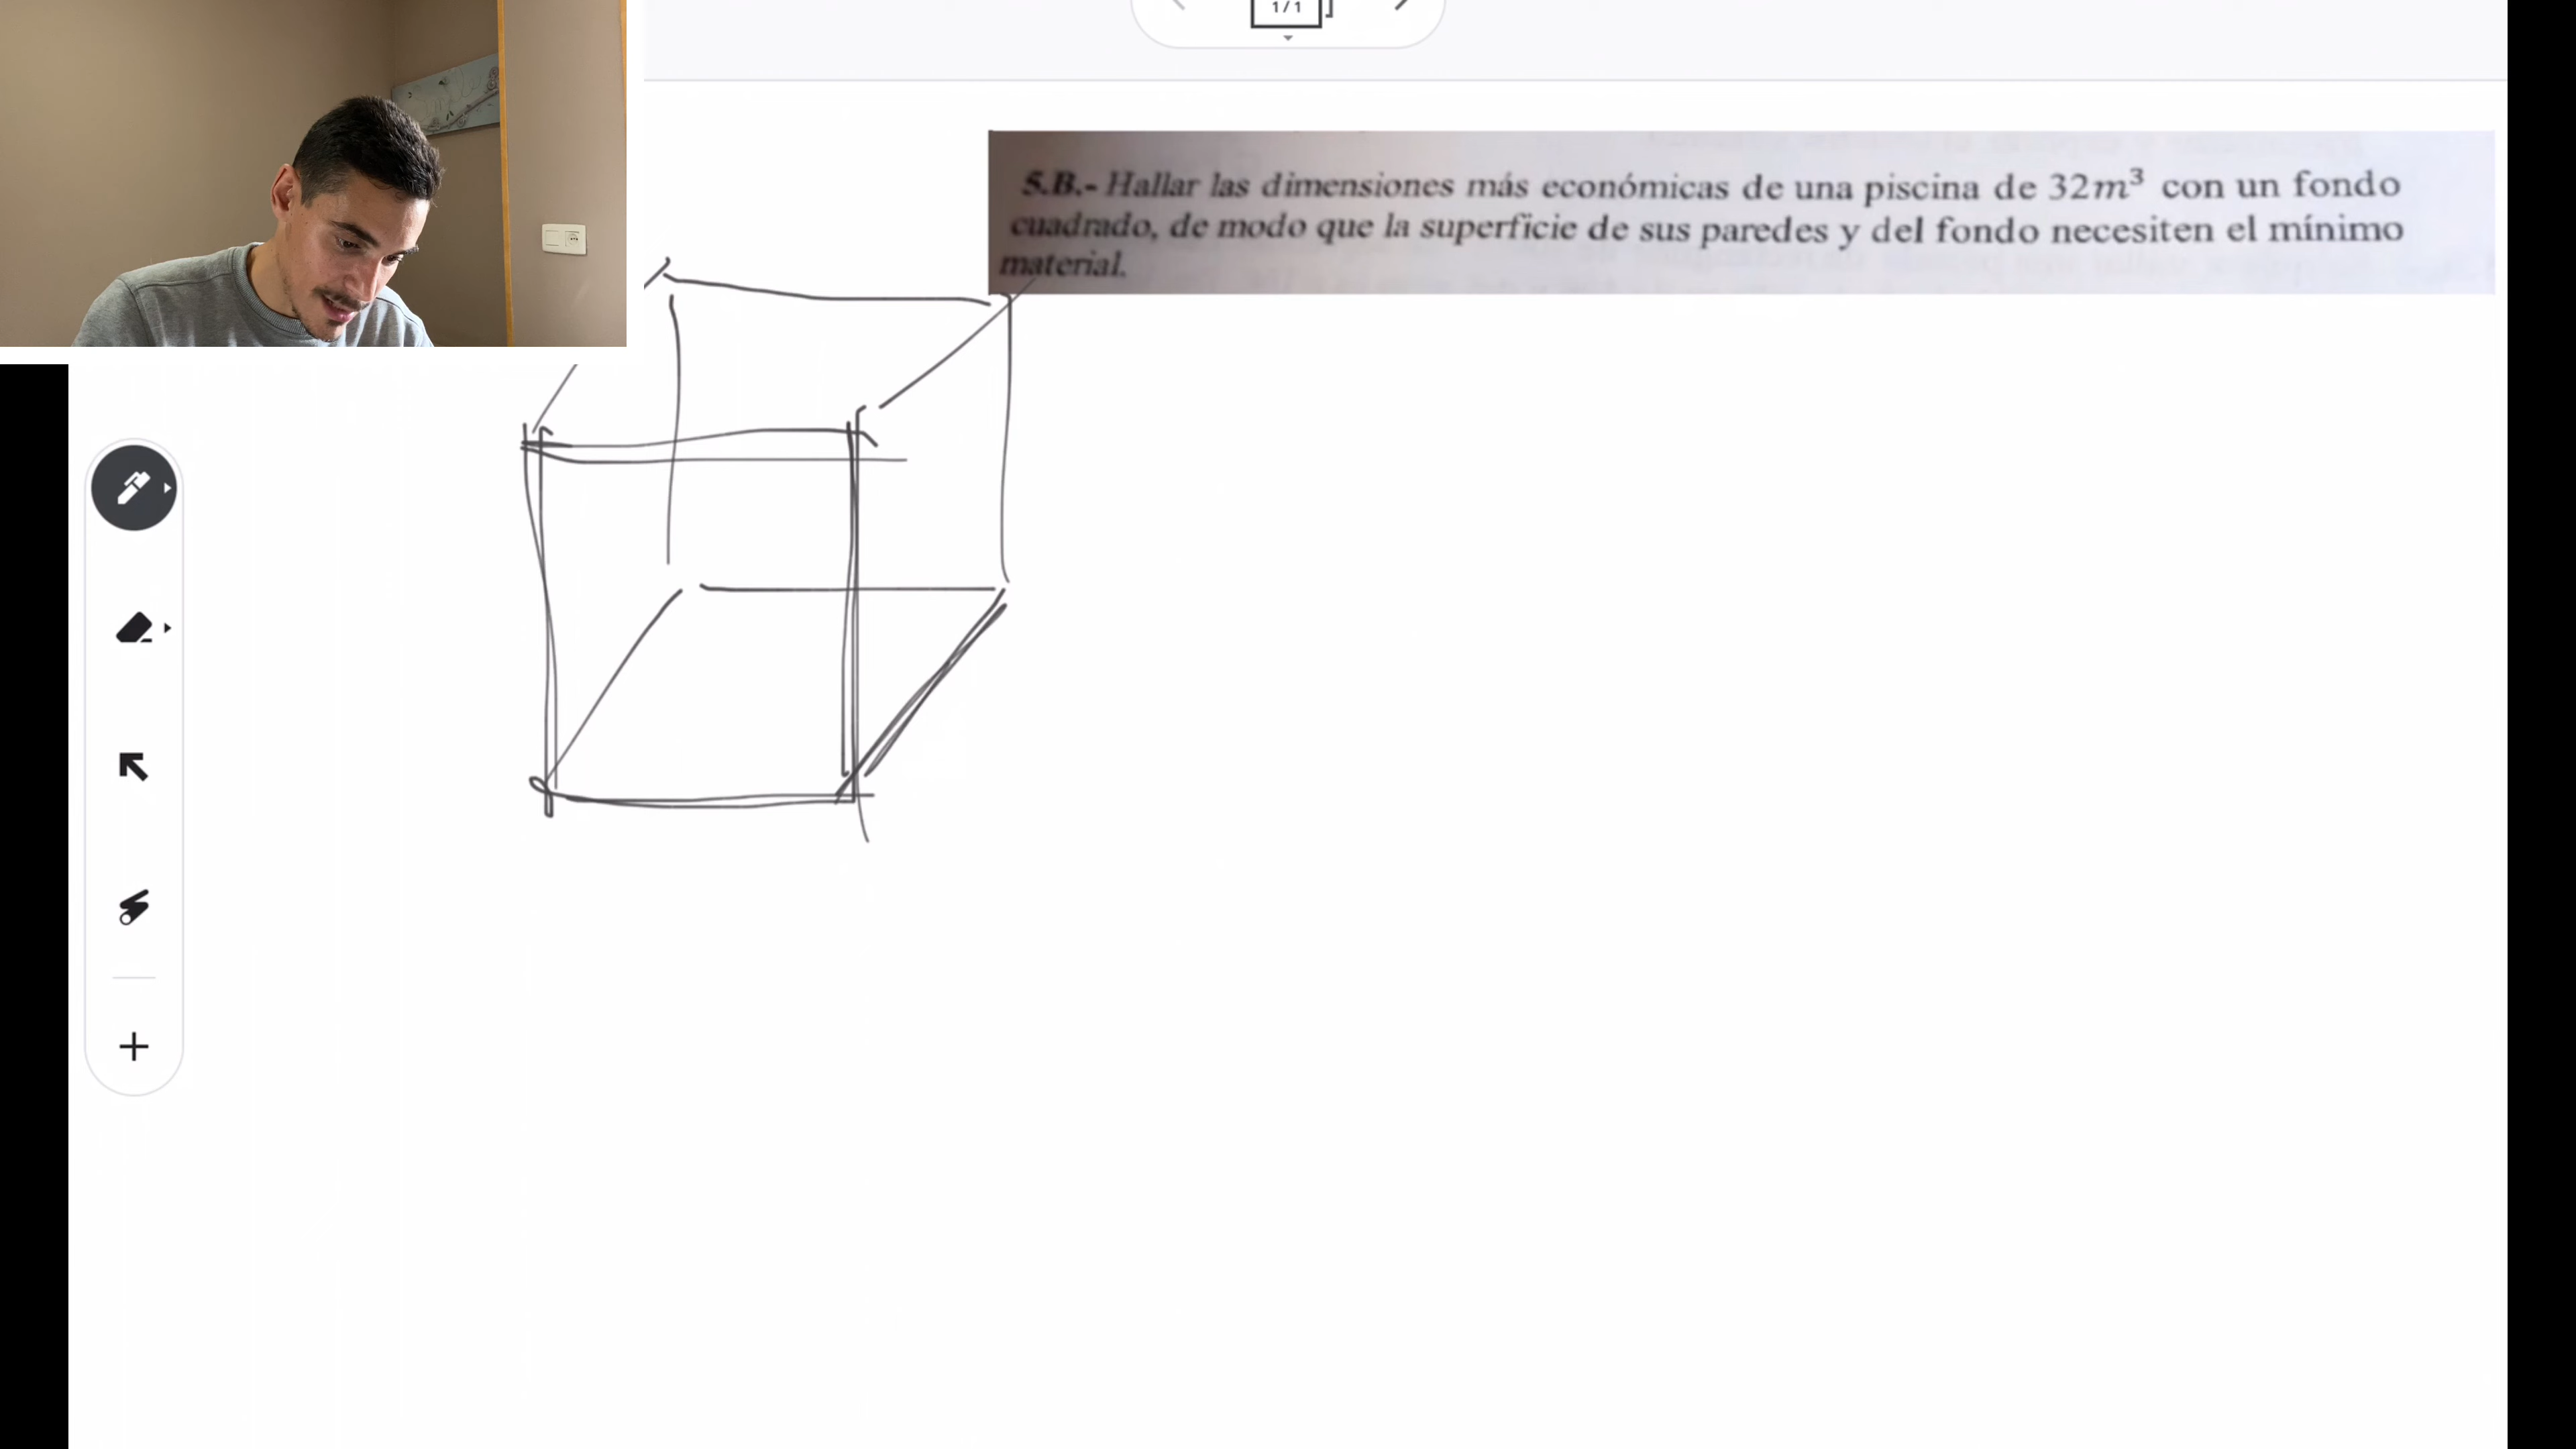 1/1
5.B.- Hallar las dimensiones más económicas de una piscina de 32m³ con un fondo
cuadrado, de modo que la superficie de sus paredes y del fondo necesiten el mínimo
material.